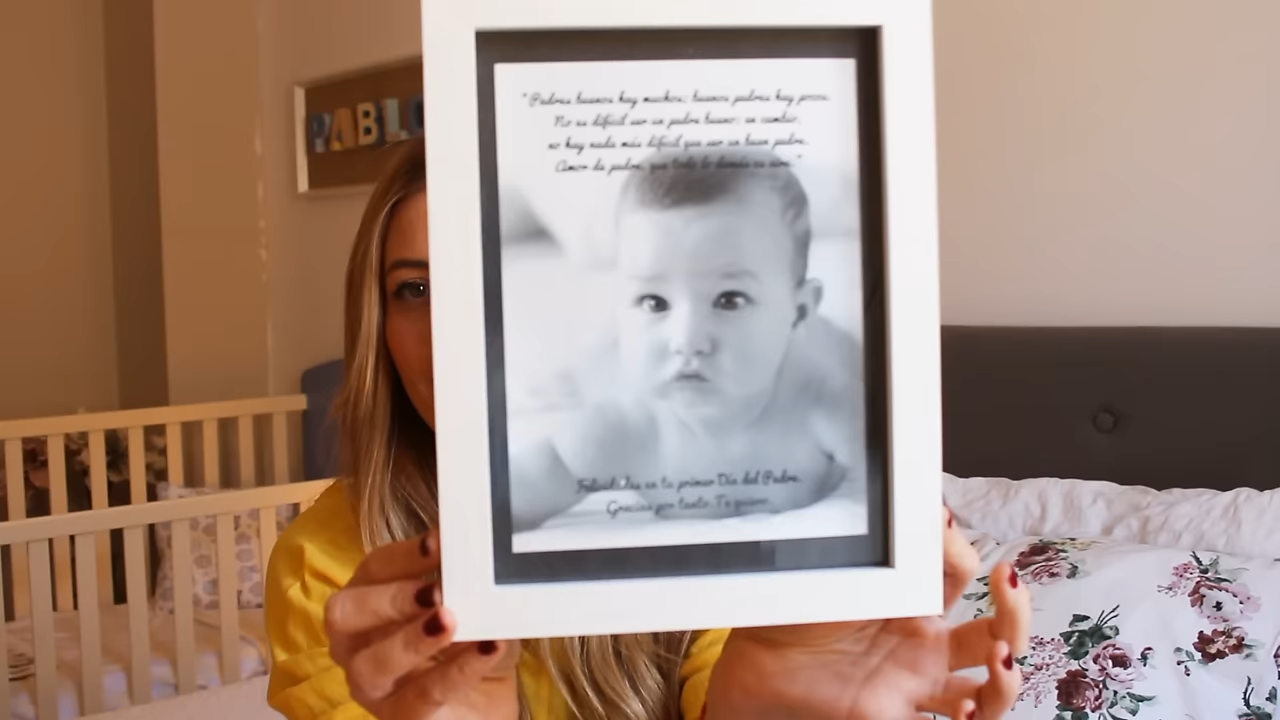 PABLO
"Padres buenos hay muchos; buenos padres hay pocos.
No es difícil ser un padre bueno; en cambio,
no hay nada más difícil que ser un buen padre.
Amor de padre, que todo lo demás es aire."
Felicidades en tu primer Día del Padre.
Gracias por tanto. Te quiero.